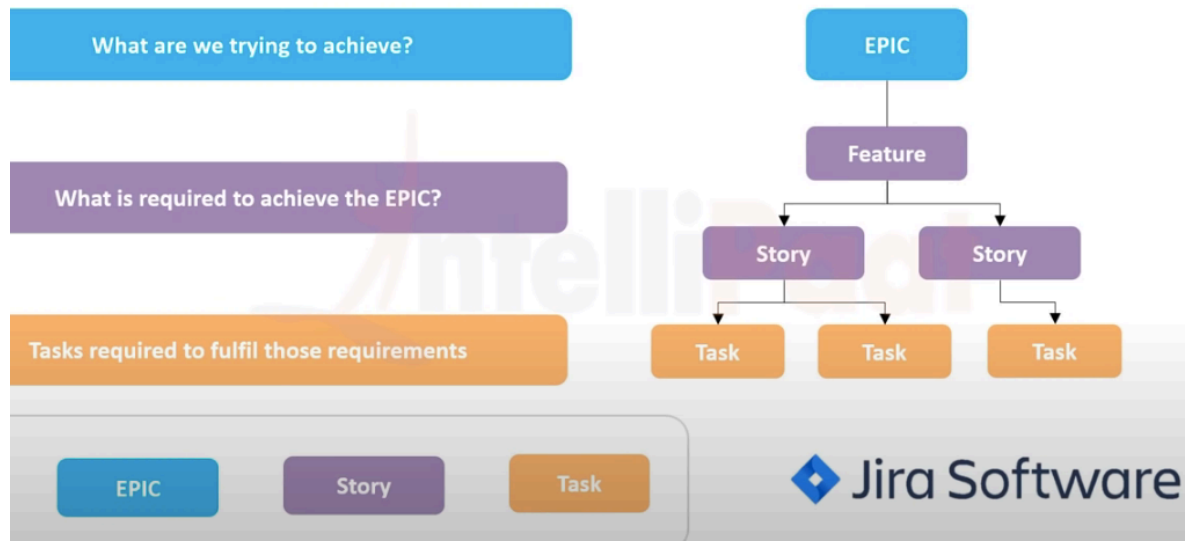 What are we trying to achieve?
EPIC
Feature
What is required to achieve the EPIC?
Story
Story
IntelliPaat
Tasks required to fulfil those requirements
Task
Task
Task
EPIC
Story
Task
Jira Software